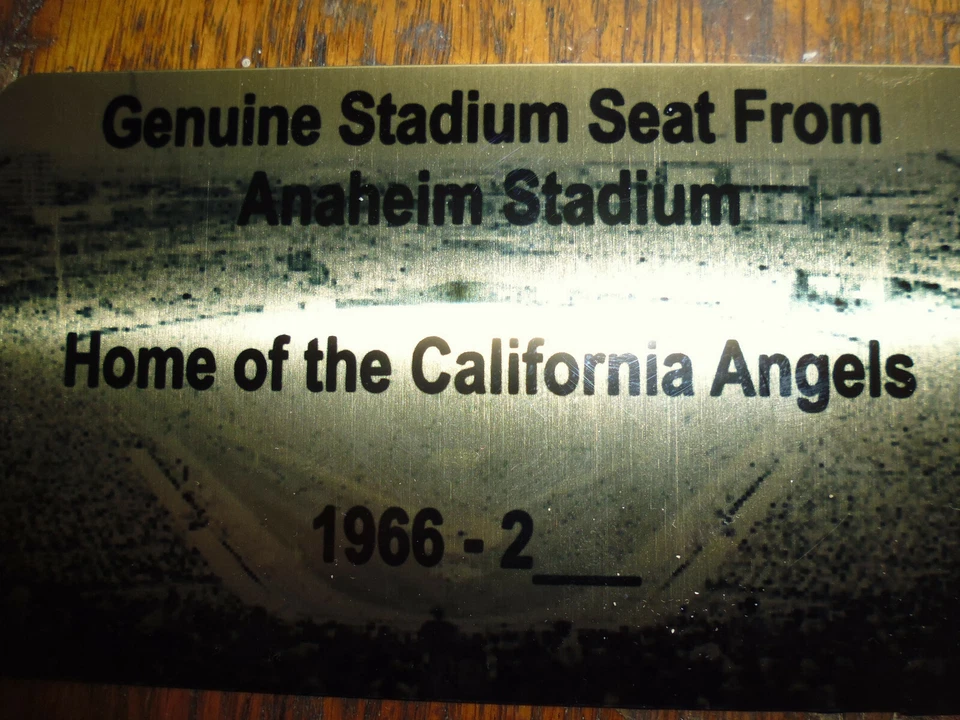 Genuine Stadium Seat From
Anaheim Stadium
Home of the California Angels
1966 - 2___